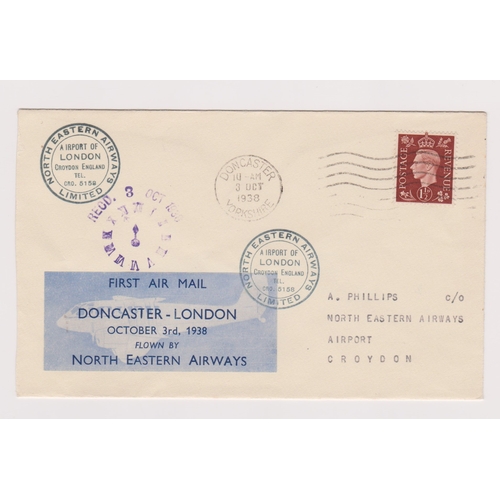 NORTH EASTERN AIRWAYS
AIRPORT OF
LONDON
CROYDON ENGLAND
TEL.
CRO. 5158
LIMITED
RECD. 3 OCT 1938
DONCASTER
10 - AM
3 OCT
1938
YORKSHIRE
POSTAGE
REVENUE
1½D
NORTH EASTERN AIRWAYS
AIRPORT OF
LONDON
CROYDON ENGLAND
TEL.
CRO. 5158
LIMITED
FIRST AIR MAIL
DONCASTER - LONDON
OCTOBER 3rd, 1938
FLOWN BY
NORTH EASTERN AIRWAYS
A. PHILLIPS c/o
NORTH EASTERN AIRWAYS
AIRPORT
CROYDON